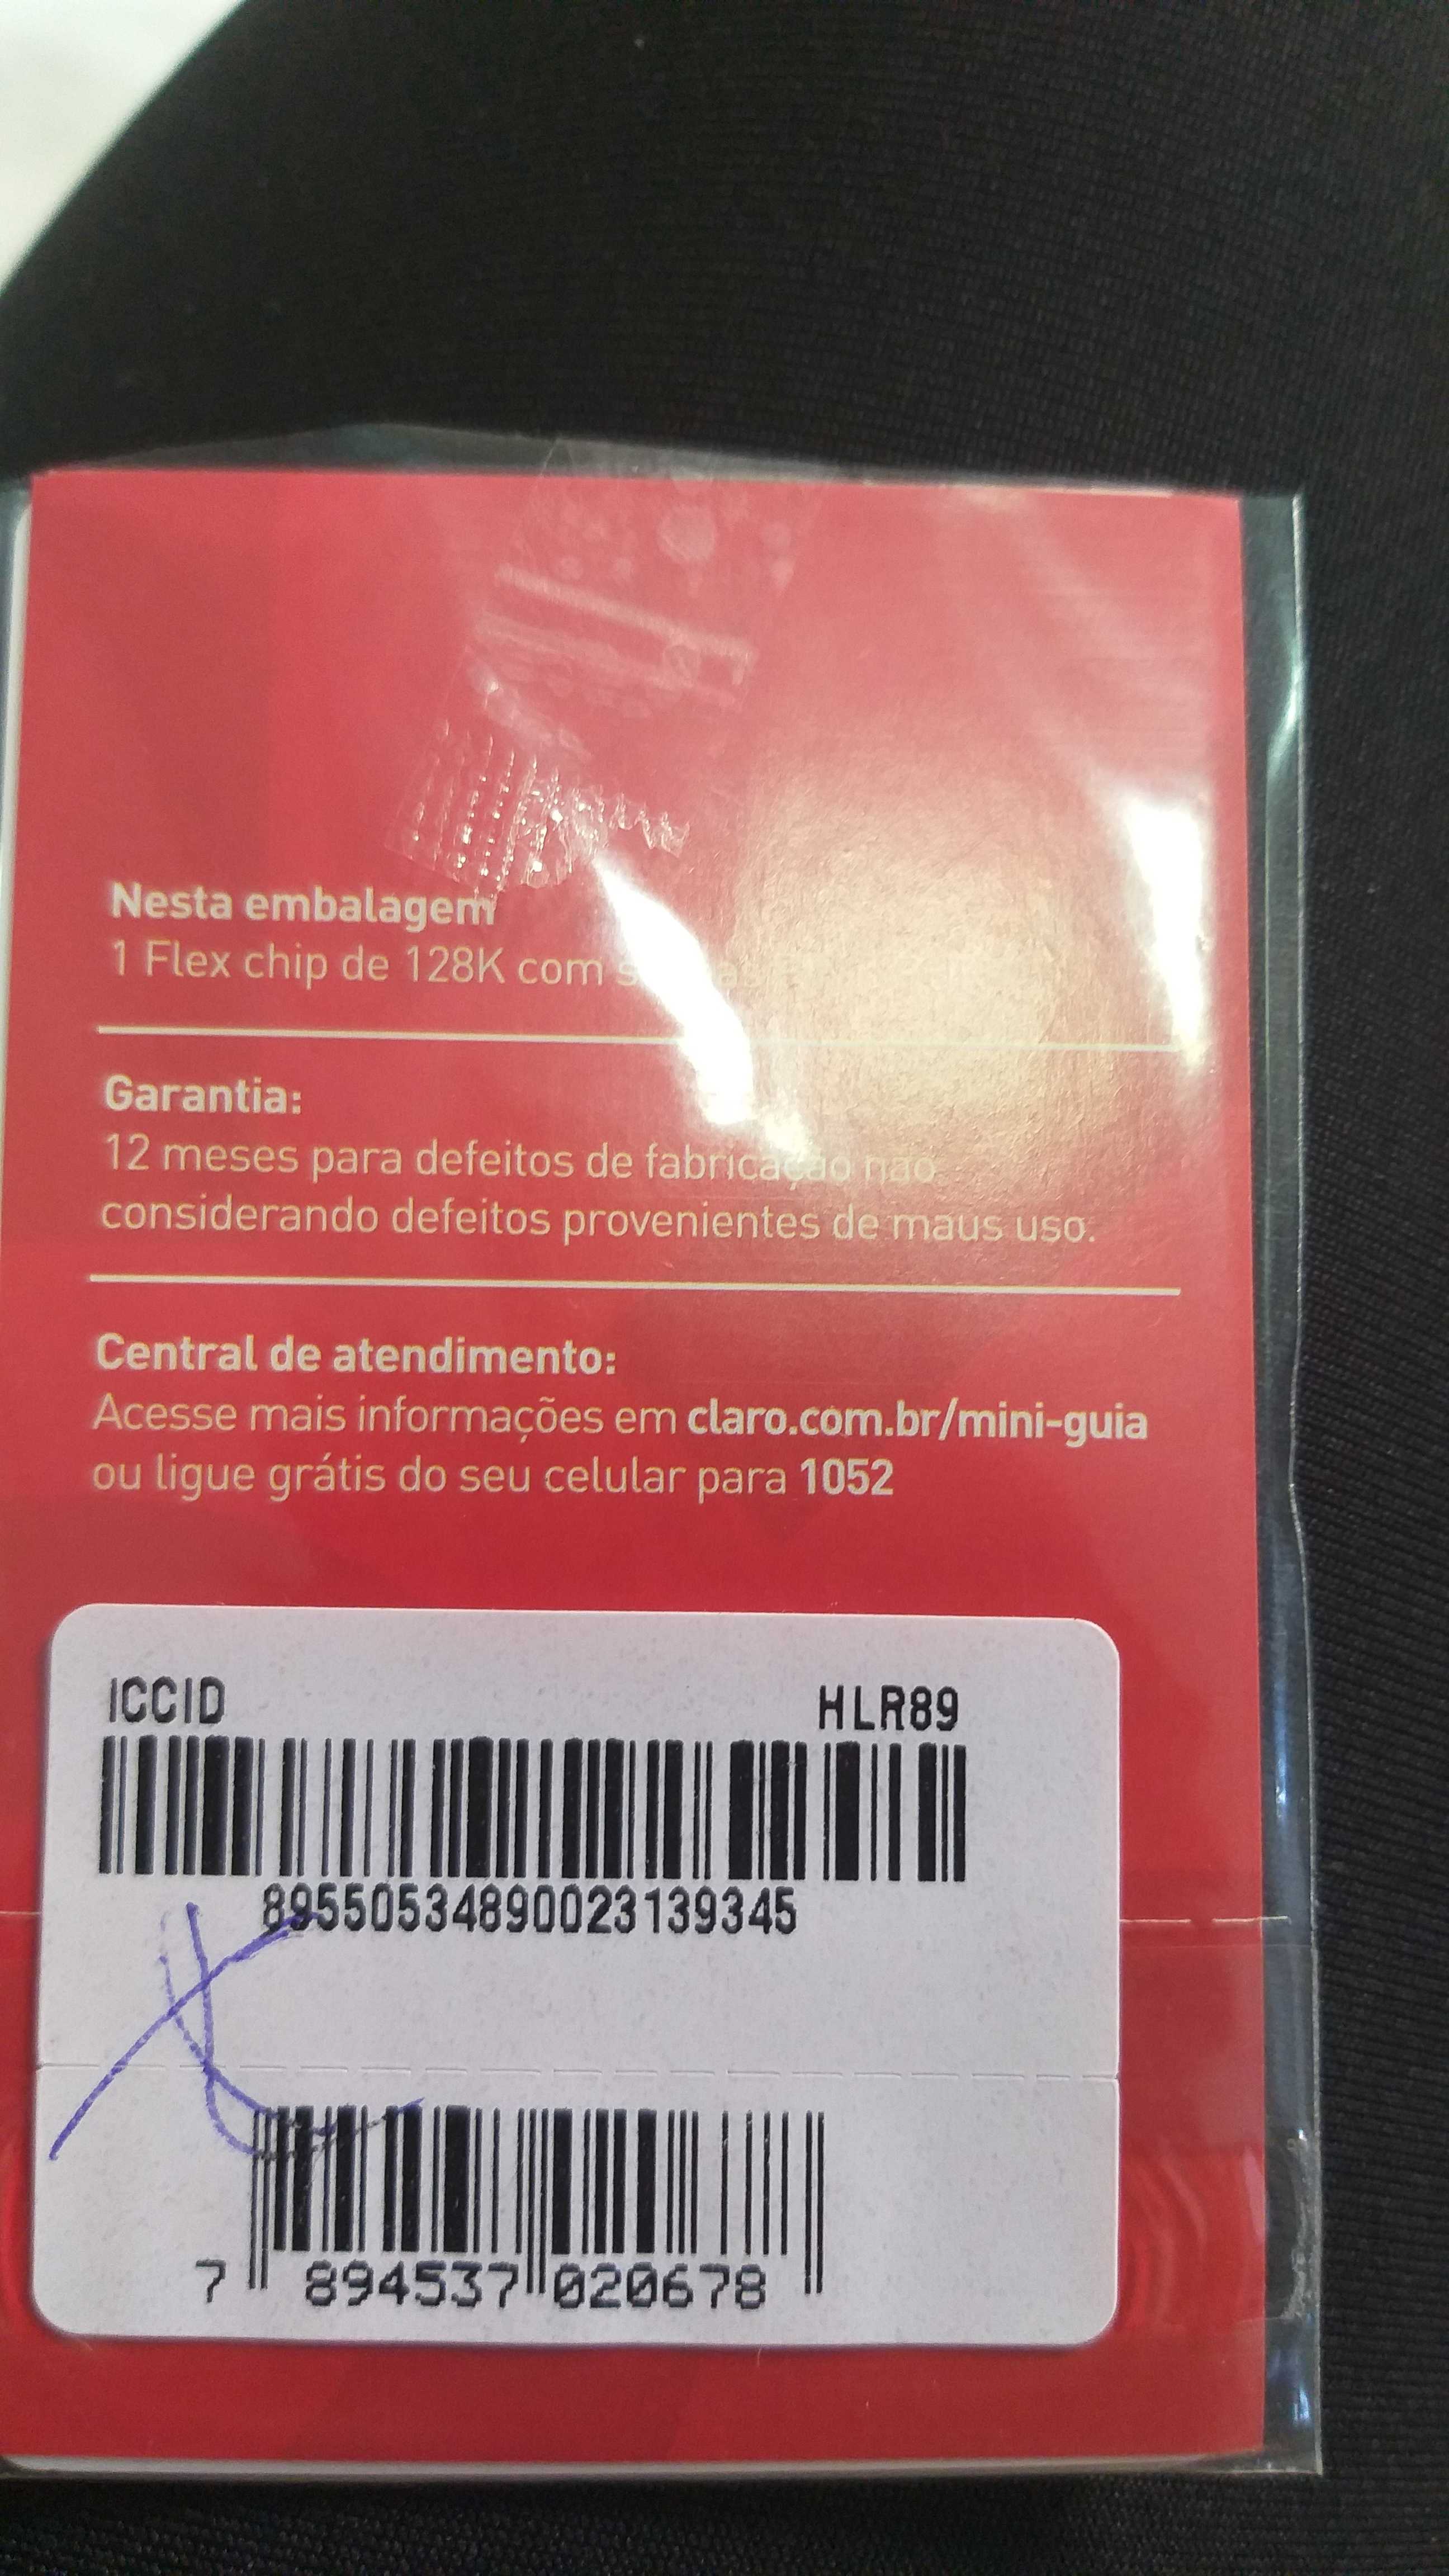 Nesta embalagem
1 Flex chip de 128K com
Garantia:
12 meses para defeitos de fabricação não
considerando defeitos provenientes de maus uso.
Central de atendimento:
Acesse mais informações em claro.com.br/mini-guia
ou ligue grátis do seu celular para 1052
ICCID HLR89
89550534890023139345
7 894537 020678